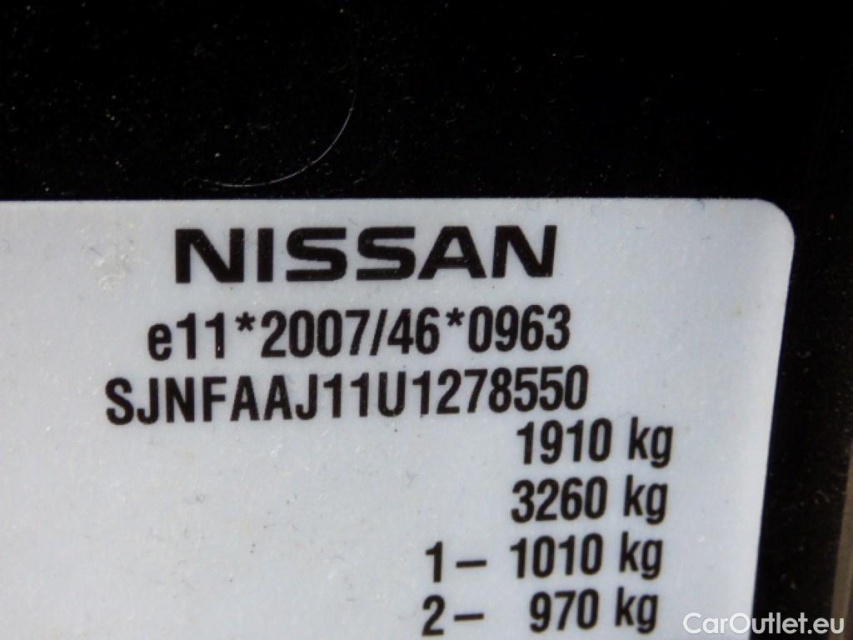 NISSAN
e11*2007/46*0963
SJNFAAJ11U1278550
1910 kg
3260 kg
1– 1010 kg
2– 970 kg
CarOutlet.eu